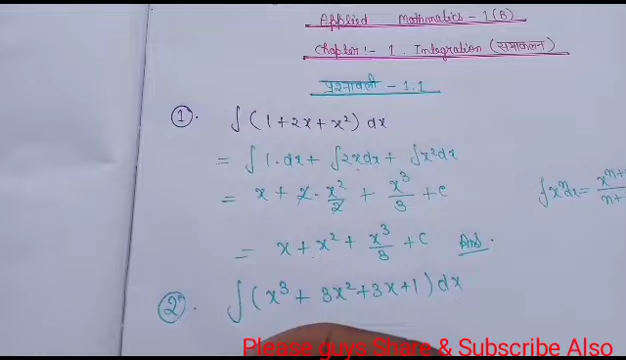 Applied Mathematics - 1(B)
Chapter :- 1. Integration (समाकलन)
प्रश्नावली - 1.1
1. ∫(1+2x+x²) dx
= ∫1.dx + ∫2xdx + ∫x²dx
= x + 2. x²/2 + x³/3 + c
∫xⁿdx = xⁿ⁺
n+
= x + x² + x³/3 + c Ans.
2. ∫(x³ + 3x² + 3x + 1) dx
Please guys Share & Subscribe Also